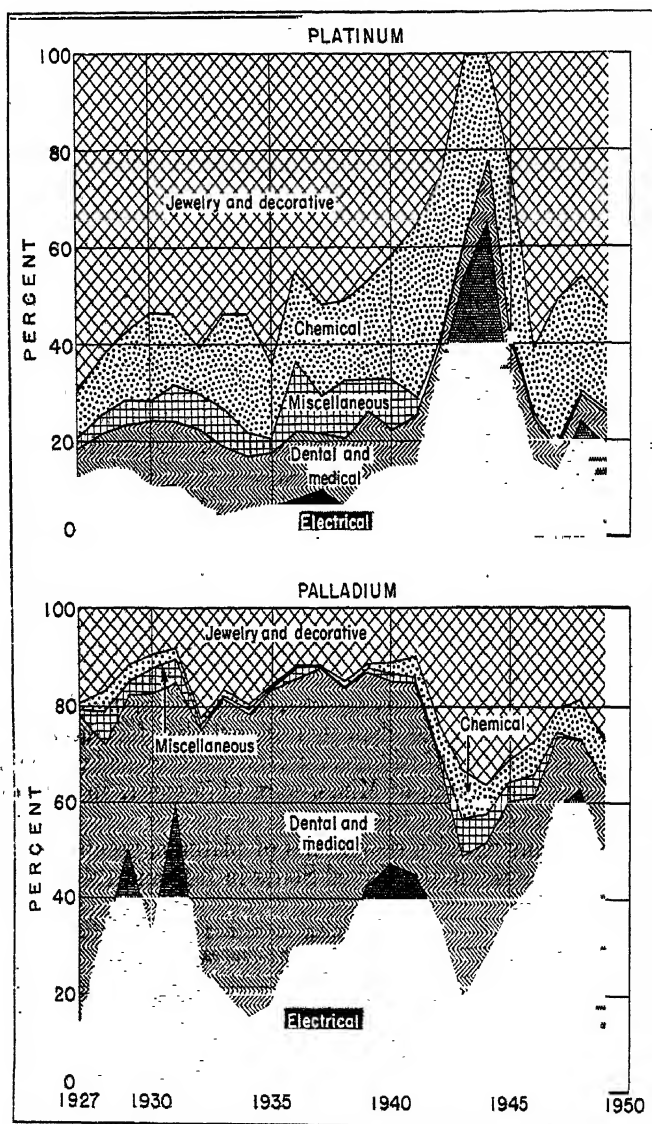 PLATINUM
100
80
60
40
20
0
PERCENT
Jewelry and decorative
Chemical
Miscellaneous
Dental and
medical
Electrical
PALLADIUM
100
80
60
40
20
0
PERCENT
Jewelry and decorative
Chemical
Miscellaneous
Dental and
medical
Electrical
1927 1930 1935 1940 1945 1950